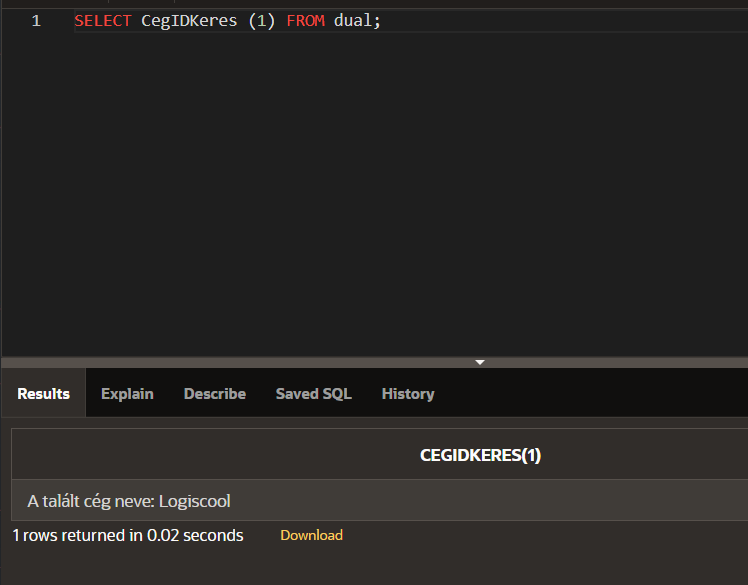 1 SELECT CegIDKeres (1) FROM dual;
Results Explain Describe Saved SQL History
CEGIDKERES(1)
A talált cég neve: Logiscool
1 rows returned in 0.02 seconds Download